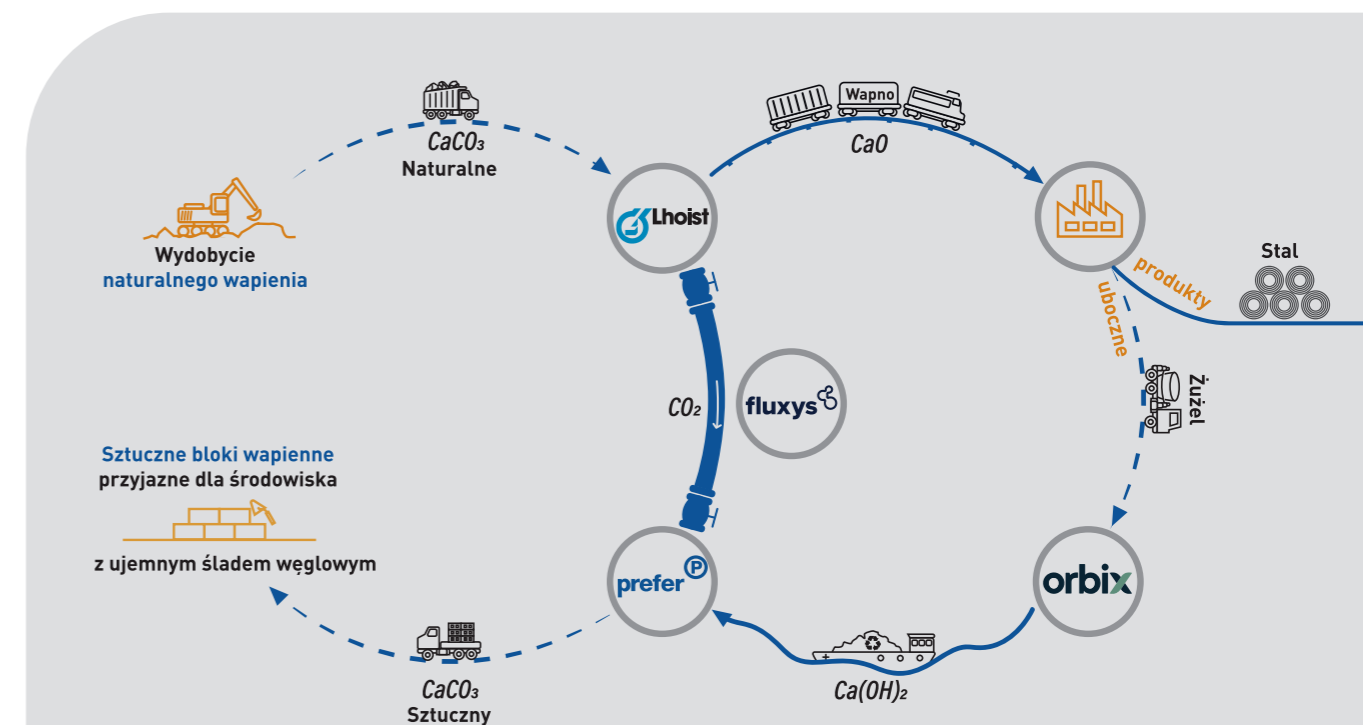 Wapno
CaCO₃
Naturalne
CaO
Lhoist
Wydobycie
naturalnego wapienia
produkty
uboczne
Stal
Żużel
CO₂
fluxys
Sztuczne bloki wapienne
przyjazne dla środowiska
z ujemnym śladem węglowym
prefer P
orbix
CaCO₃
Sztuczny
Ca(OH)₂